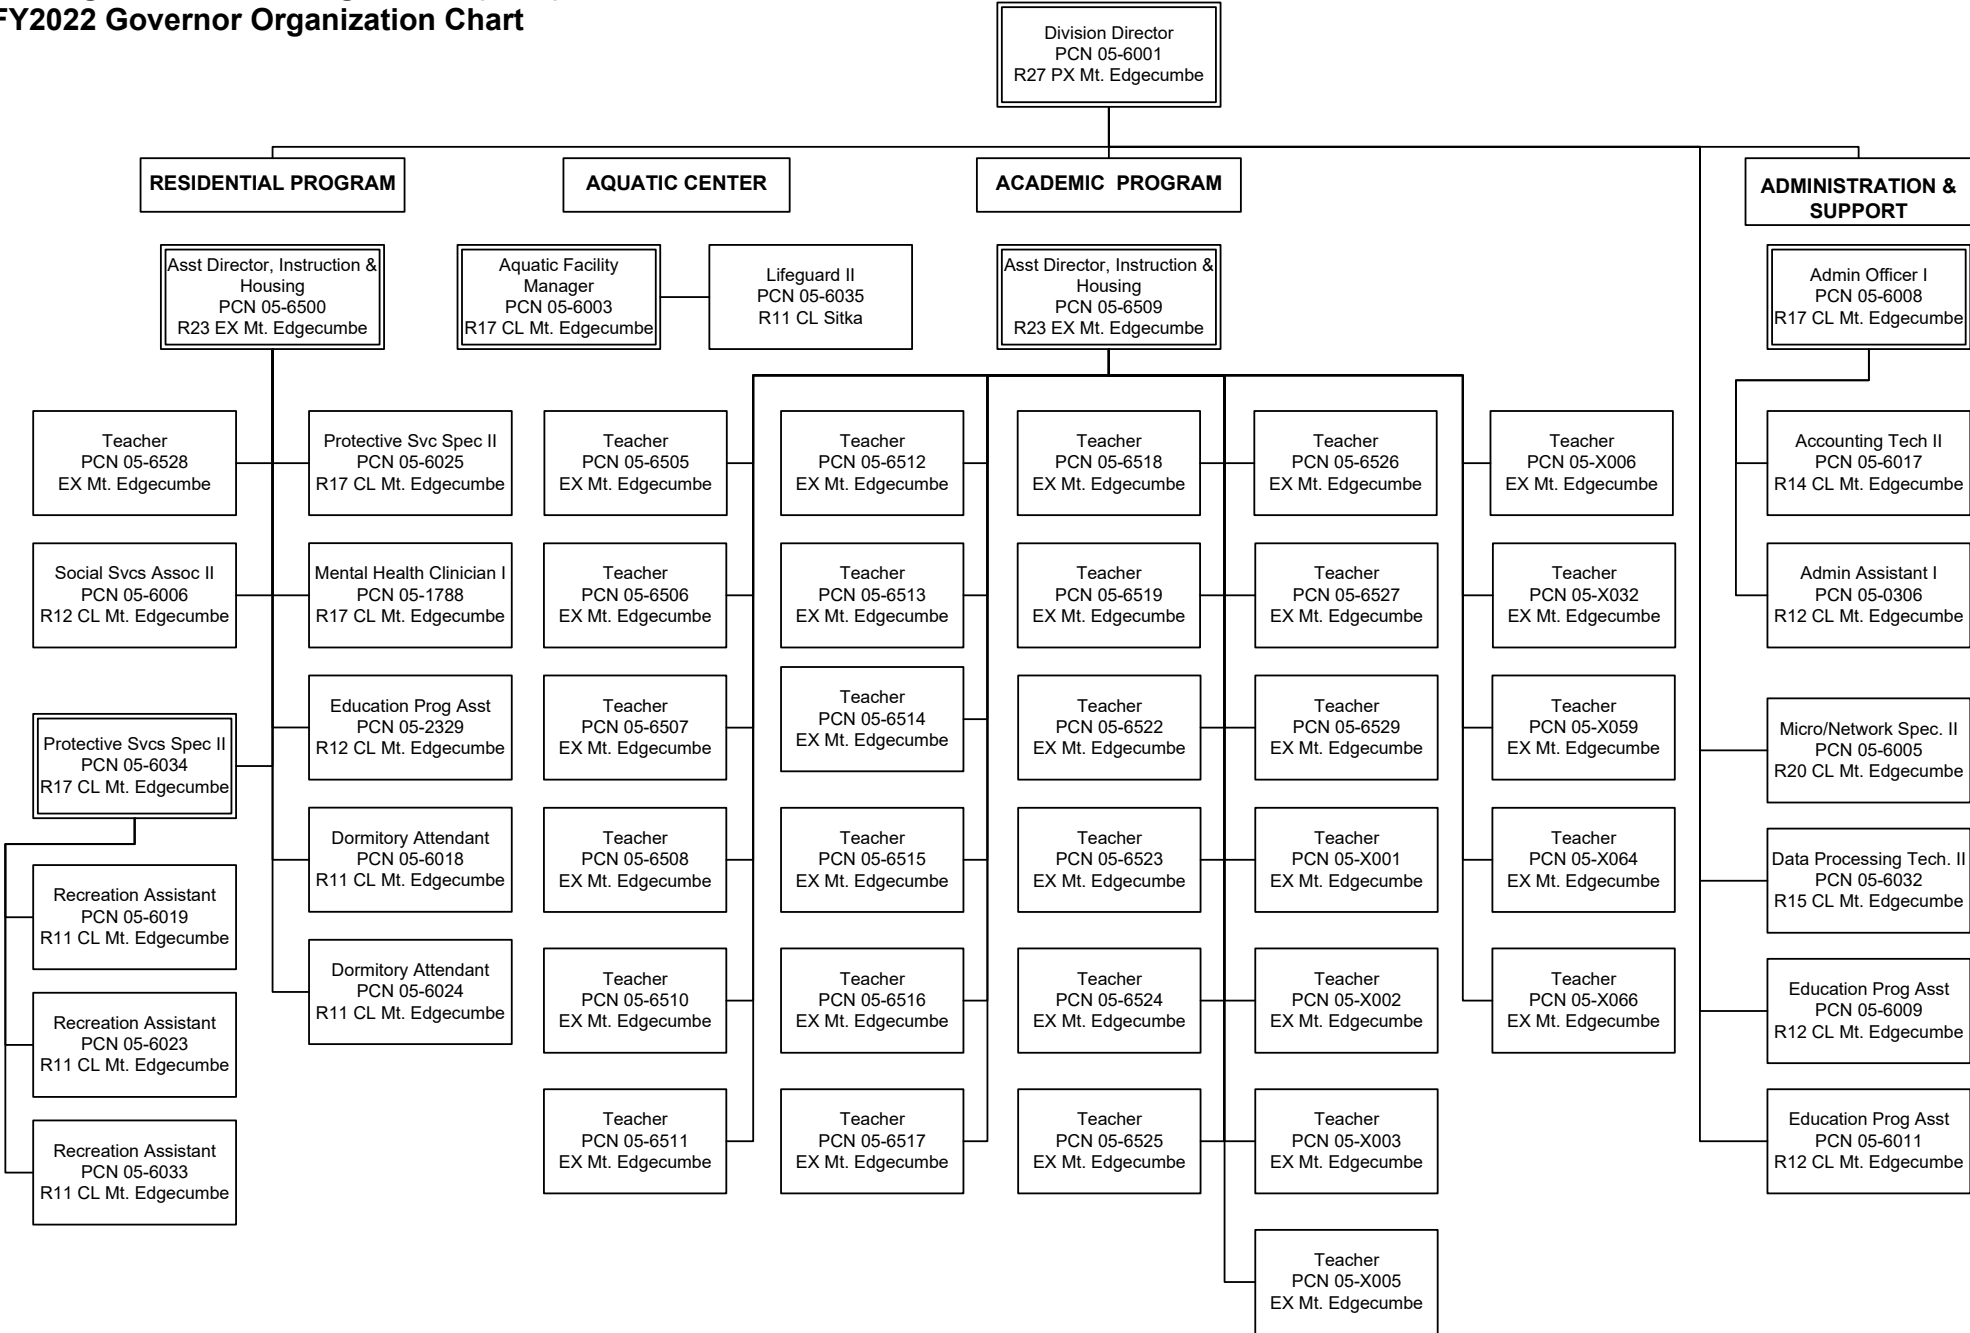 FY2022 Governor Organization Chart
Division Director
PCN 05-6001
R27 PX Mt. Edgecumbe
RESIDENTIAL PROGRAM
AQUATIC CENTER
ACADEMIC PROGRAM
ADMINISTRATION &
SUPPORT
Asst Director, Instruction &
Housing
PCN 05-6500
R23 EX Mt. Edgecumbe
Aquatic Facility
Manager
PCN 05-6003
R17 CL Mt. Edgecumbe
Lifeguard II
PCN 05-6035
R11 CL Sitka
Asst Director, Instruction &
Housing
PCN 05-6509
R23 EX Mt. Edgecumbe
Admin Officer I
PCN 05-6008
R17 CL Mt. Edgecumbe
Teacher
PCN 05-6528
EX Mt. Edgecumbe
Protective Svc Spec II
PCN 05-6025
R17 CL Mt. Edgecumbe
Teacher
PCN 05-6505
EX Mt. Edgecumbe
Teacher
PCN 05-6512
EX Mt. Edgecumbe
Teacher
PCN 05-6518
EX Mt. Edgecumbe
Teacher
PCN 05-6526
EX Mt. Edgecumbe
Teacher
PCN 05-X006
EX Mt. Edgecumbe
Accounting Tech II
PCN 05-6017
R14 CL Mt. Edgecumbe
Social Svcs Assoc II
PCN 05-6006
R12 CL Mt. Edgecumbe
Mental Health Clinician I
PCN 05-1788
R17 CL Mt. Edgecumbe
Teacher
PCN 05-6506
EX Mt. Edgecumbe
Teacher
PCN 05-6513
EX Mt. Edgecumbe
Teacher
PCN 05-6519
EX Mt. Edgecumbe
Teacher
PCN 05-6527
EX Mt. Edgecumbe
Teacher
PCN 05-X032
EX Mt. Edgecumbe
Admin Assistant I
PCN 05-0306
R12 CL Mt. Edgecumbe
Protective Svcs Spec II
PCN 05-6034
R17 CL Mt. Edgecumbe
Education Prog Asst
PCN 05-2329
R12 CL Mt. Edgecumbe
Teacher
PCN 05-6507
EX Mt. Edgecumbe
Teacher
PCN 05-6514
EX Mt. Edgecumbe
Teacher
PCN 05-6522
EX Mt. Edgecumbe
Teacher
PCN 05-6529
EX Mt. Edgecumbe
Teacher
PCN 05-X059
EX Mt. Edgecumbe
Micro/Network Spec. II
PCN 05-6005
R20 CL Mt. Edgecumbe
Dormitory Attendant
PCN 05-6018
R11 CL Mt. Edgecumbe
Teacher
PCN 05-6508
EX Mt. Edgecumbe
Teacher
PCN 05-6515
EX Mt. Edgecumbe
Teacher
PCN 05-6523
EX Mt. Edgecumbe
Teacher
PCN 05-X001
EX Mt. Edgecumbe
Teacher
PCN 05-X064
EX Mt. Edgecumbe
Data Processing Tech. II
PCN 05-6032
R15 CL Mt. Edgecumbe
Recreation Assistant
PCN 05-6019
R11 CL Mt. Edgecumbe
Dormitory Attendant
PCN 05-6024
R11 CL Mt. Edgecumbe
Teacher
PCN 05-6510
EX Mt. Edgecumbe
Teacher
PCN 05-6516
EX Mt. Edgecumbe
Teacher
PCN 05-6524
EX Mt. Edgecumbe
Teacher
PCN 05-X002
EX Mt. Edgecumbe
Teacher
PCN 05-X066
EX Mt. Edgecumbe
Education Prog Asst
PCN 05-6009
R12 CL Mt. Edgecumbe
Recreation Assistant
PCN 05-6023
R11 CL Mt. Edgecumbe
Teacher
PCN 05-6511
EX Mt. Edgecumbe
Teacher
PCN 05-6517
EX Mt. Edgecumbe
Teacher
PCN 05-6525
EX Mt. Edgecumbe
Teacher
PCN 05-X003
EX Mt. Edgecumbe
Education Prog Asst
PCN 05-6011
R12 CL Mt. Edgecumbe
Recreation Assistant
PCN 05-6033
R11 CL Mt. Edgecumbe
Teacher
PCN 05-X005
EX Mt. Edgecumbe